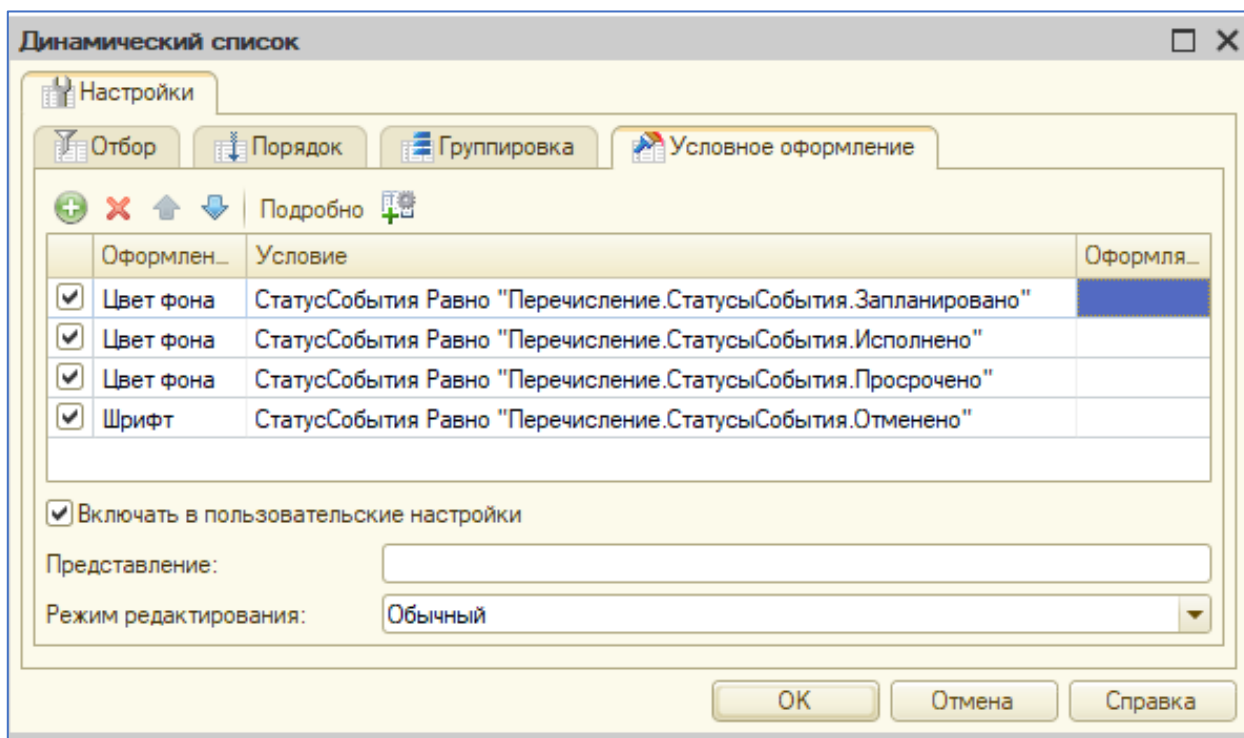 Динамический список
Настройки
Отбор Порядок Группировка Условное оформление
Подробно
Оформлен... Условие Оформля...
Цвет фона СтатусСобытия Равно "Перечисление.СтатусыСобытия.Запланировано"
Цвет фона СтатусСобытия Равно "Перечисление.СтатусыСобытия.Исполнено"
Цвет фона СтатусСобытия Равно "Перечисление.СтатусыСобытия.Просрочено"
Шрифт СтатусСобытия Равно "Перечисление.СтатусыСобытия.Отменено"
Включать в пользовательские настройки
Представление:
Режим редактирования: Обычный
OK Отмена Справка